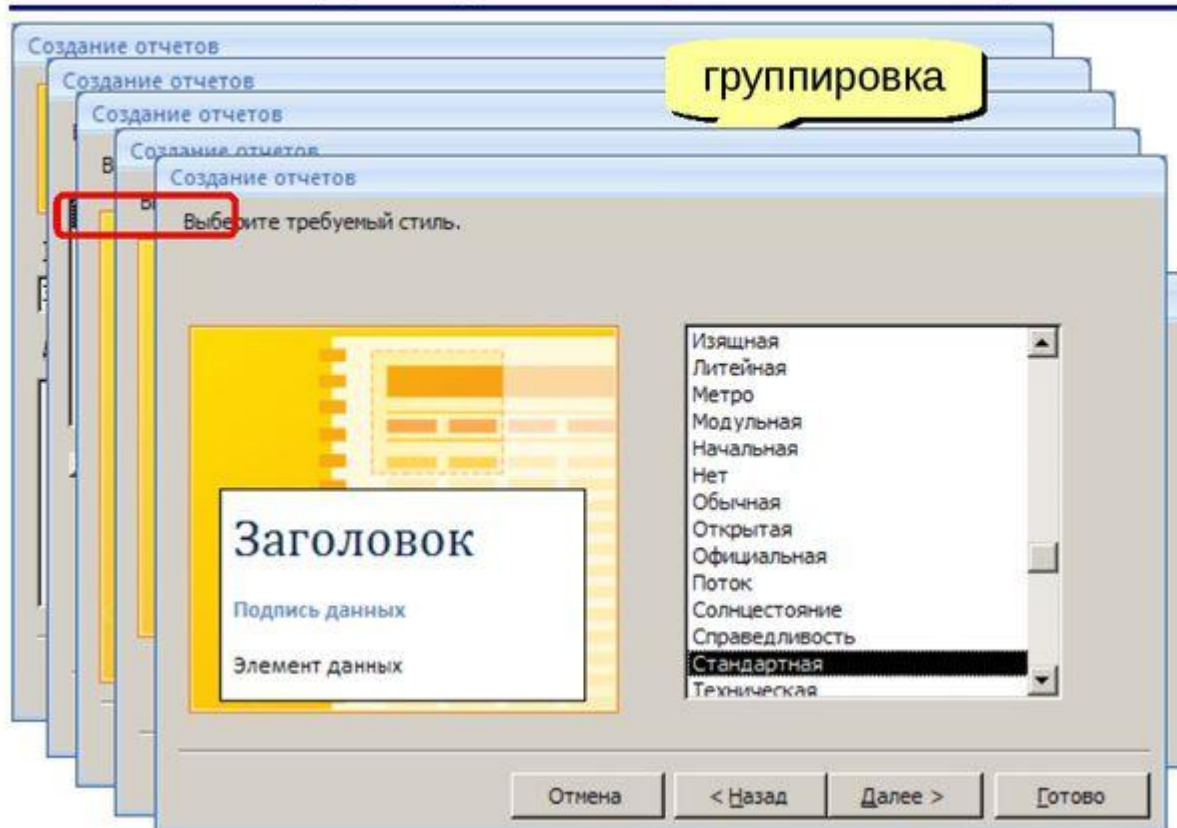 Создание отчетов
Создание отчетов
группировка
Создание отчетов
Создание отчетов
Создание отчетов
Выберите требуемый стиль.
Изящная
Литейная
Метро
Модульная
Начальная
Нет
Обычная
Открытая
Официальная
Поток
Солнцестояние
Справедливость
Стандартная
Техническая
Заголовок
Подпись данных
Элемент данных
Отмена
< Назад
Далее >
Готово